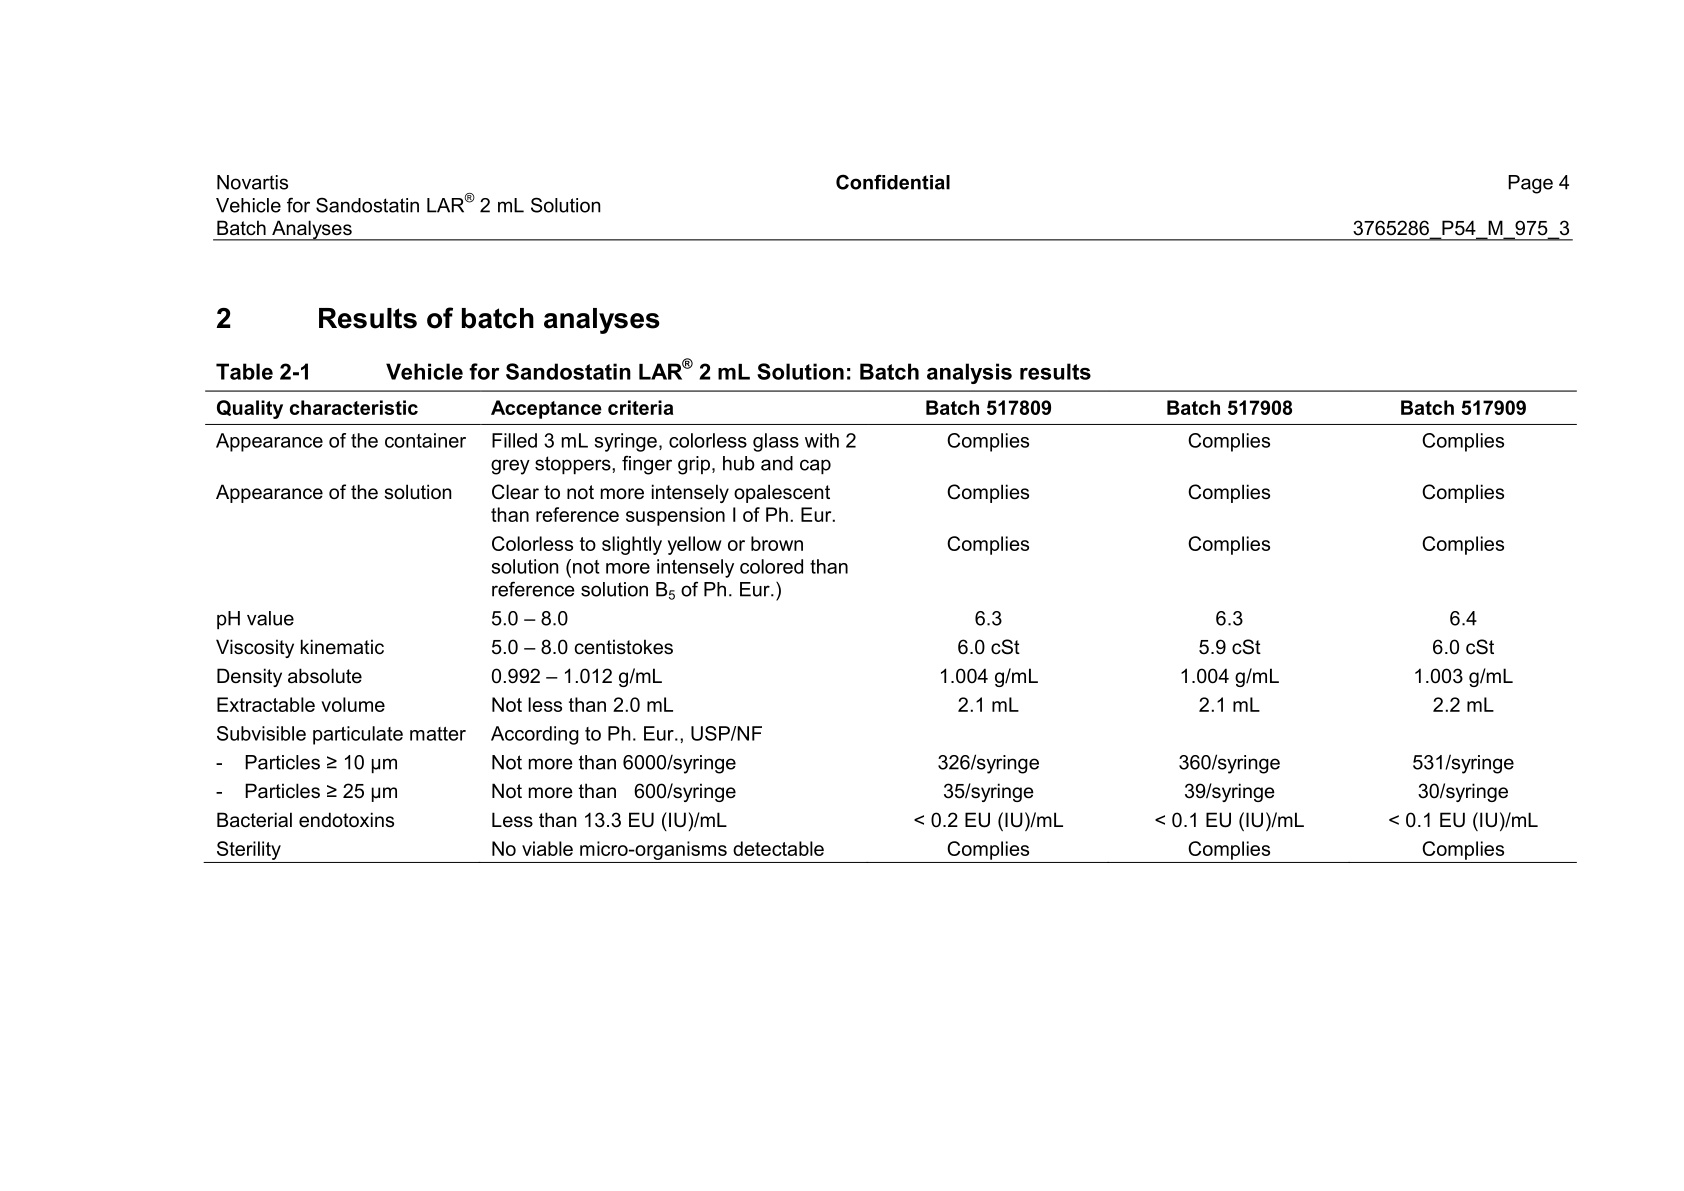 Novartis Confidential Page 4
Vehicle for Sandostatin LAR® 2 mL Solution
Batch Analyses 3765286_P54_M_975_3
2 Results of batch analyses
Table 2-1 Vehicle for Sandostatin LAR® 2 mL Solution: Batch analysis results
Quality characteristic Acceptance criteria Batch 517809 Batch 517908 Batch 517909
Appearance of the container Filled 3 mL syringe, colorless glass with 2 Complies Complies Complies
grey stoppers, finger grip, hub and cap
Appearance of the solution Clear to not more intensely opalescent Complies Complies Complies
than reference suspension I of Ph. Eur.
Colorless to slightly yellow or brown Complies Complies Complies
solution (not more intensely colored than
reference solution B5 of Ph. Eur.)
pH value 5.0 – 8.0 6.3 6.3 6.4
Viscosity kinematic 5.0 – 8.0 centistokes 6.0 cSt 5.9 cSt 6.0 cSt
Density absolute 0.992 – 1.012 g/mL 1.004 g/mL 1.004 g/mL 1.003 g/mL
Extractable volume Not less than 2.0 mL 2.1 mL 2.1 mL 2.2 mL
Subvisible particulate matter According to Ph. Eur., USP/NF
- Particles ≥ 10 µm Not more than 6000/syringe 326/syringe 360/syringe 531/syringe
- Particles ≥ 25 µm Not more than 600/syringe 35/syringe 39/syringe 30/syringe
Bacterial endotoxins Less than 13.3 EU (IU)/mL < 0.2 EU (IU)/mL < 0.1 EU (IU)/mL < 0.1 EU (IU)/mL
Sterility No viable micro-organisms detectable Complies Complies Complies